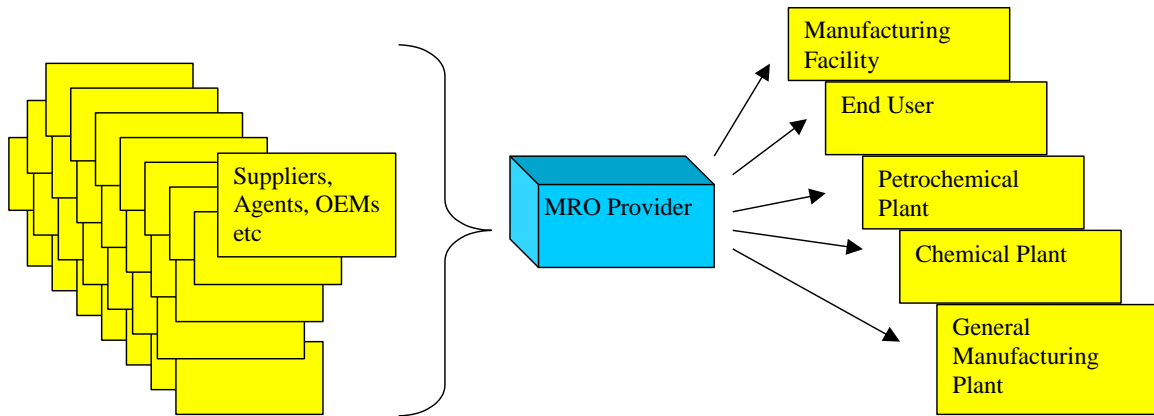 Suppliers,
Agents, OEMs
etc
MRO Provider
Manufacturing
Facility
End User
Petrochemical
Plant
Chemical Plant
General
Manufacturing
Plant